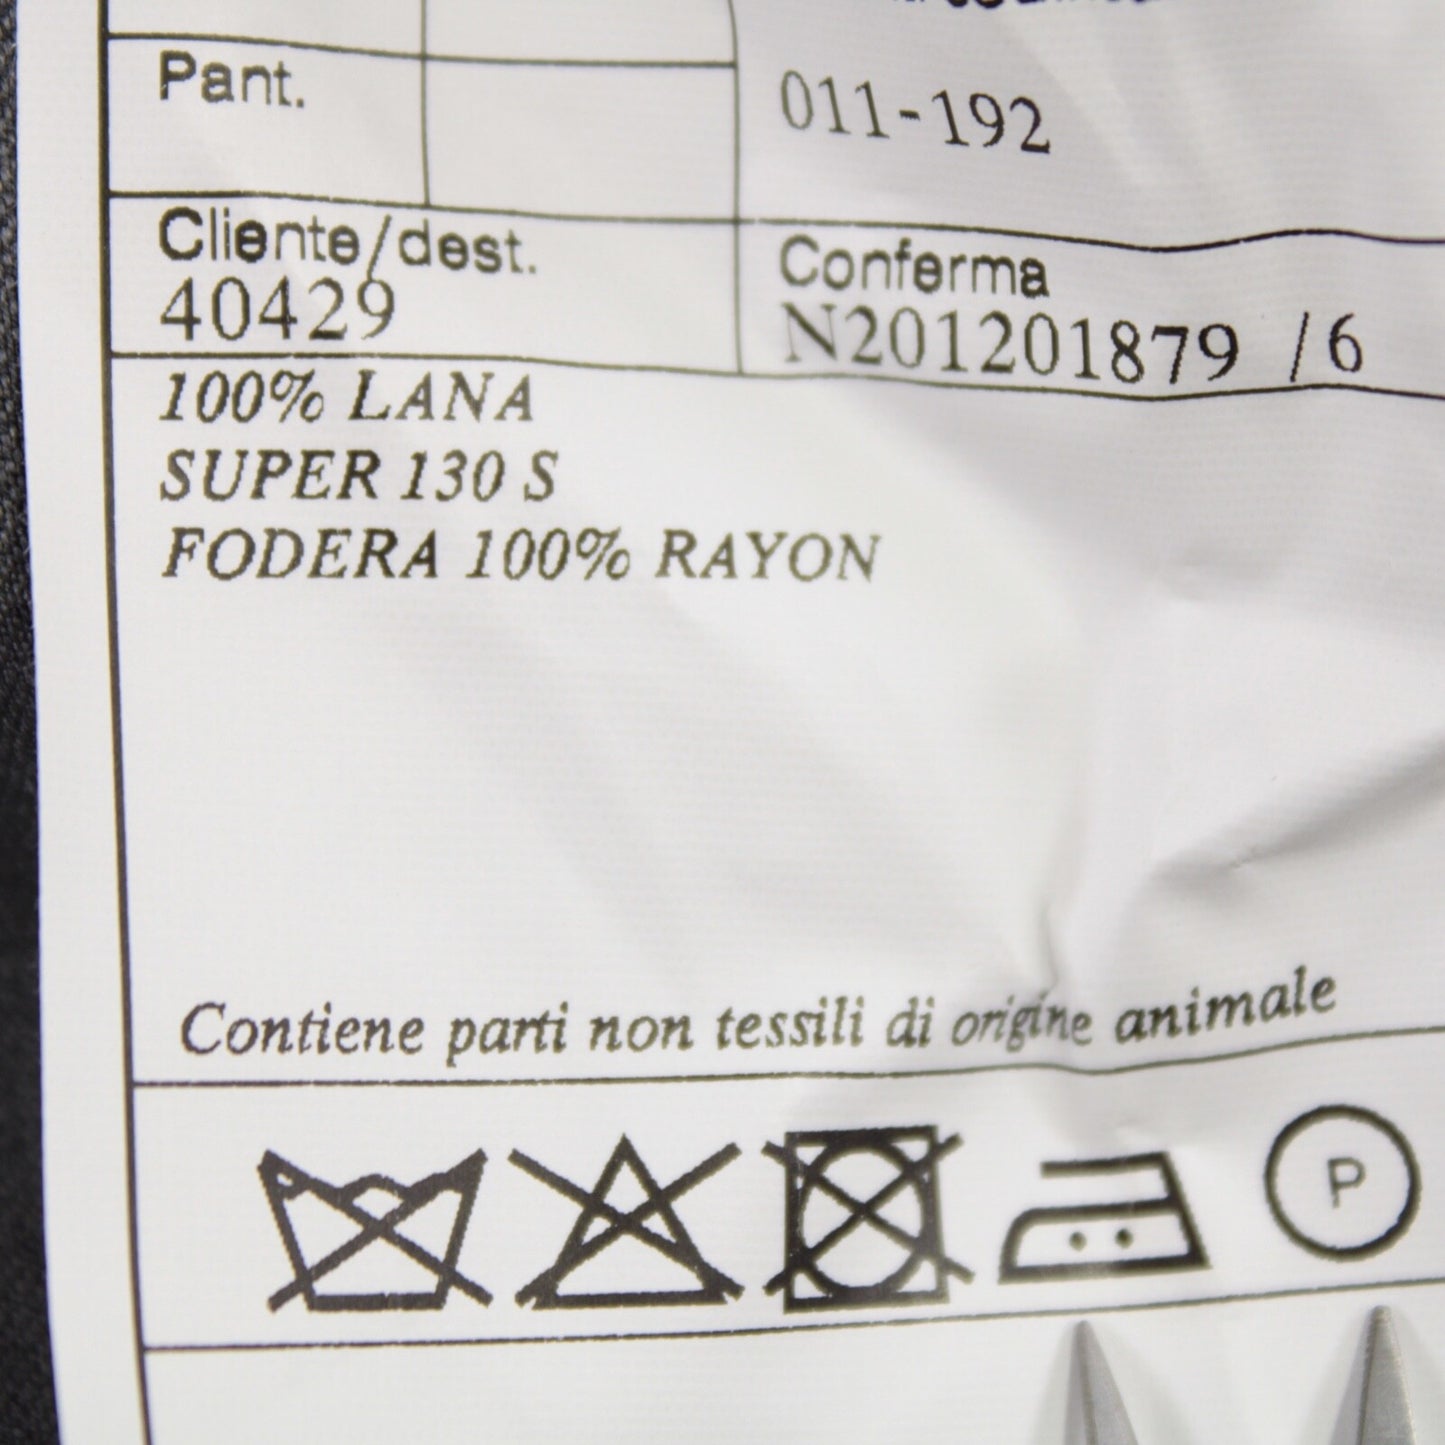 Pant.
011-192
Cliente/dest.
40429
Conferma
N201201879 /6
100% LANA
SUPER 130 S
FODERA 100% RAYON
Contiene parti non tessili di origine animale
P